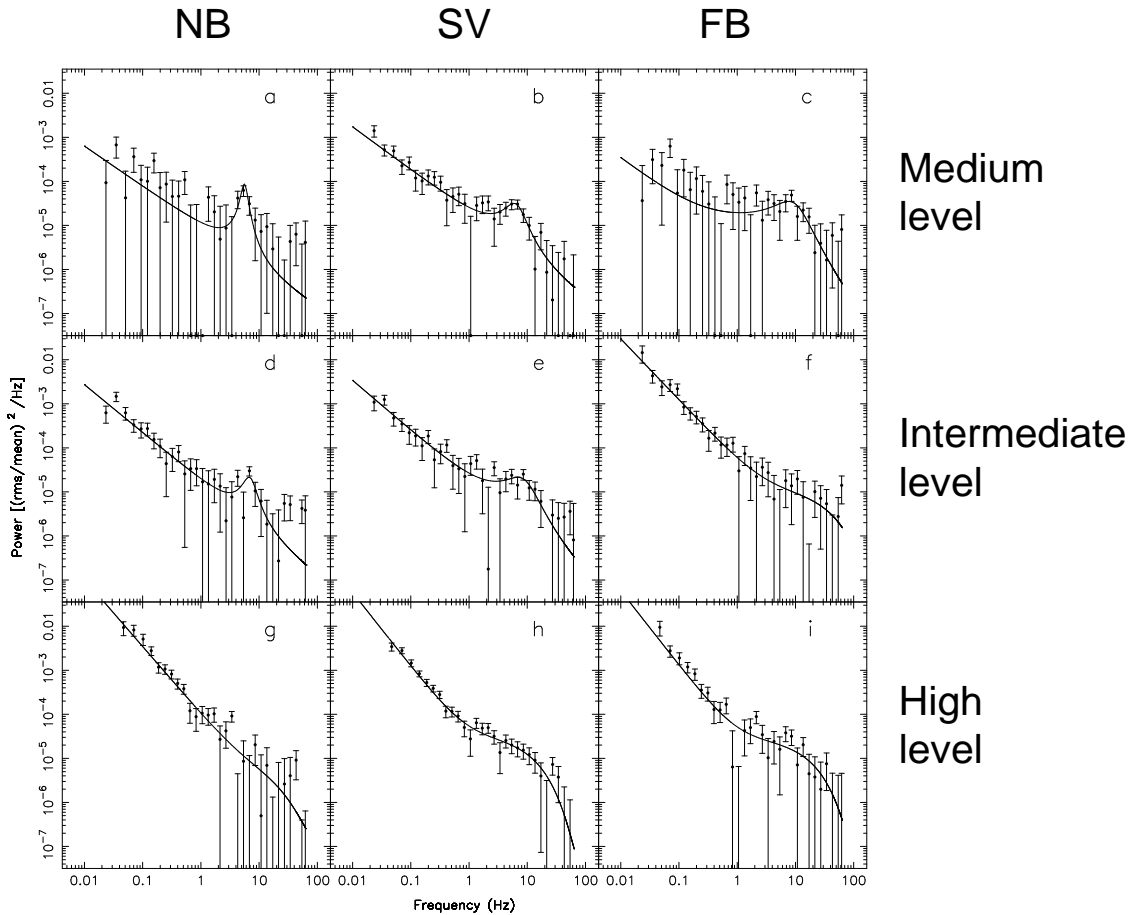 NB SV FB
a b c
0.01
10⁻³
10⁻⁴
10⁻⁵
10⁻⁶
10⁻⁷
Medium
level
d e f
0.01
10⁻³
10⁻⁴
10⁻⁵
10⁻⁶
10⁻⁷
Power [(rms/mean) ² /Hz]
Intermediate
level
g h i
0.01
10⁻³
10⁻⁴
10⁻⁵
10⁻⁶
10⁻⁷
High
level
0.01 0.1 1 10 100 0.01 0.1 1 10 100 0.01 0.1 1 10 100
Frequency (Hz)